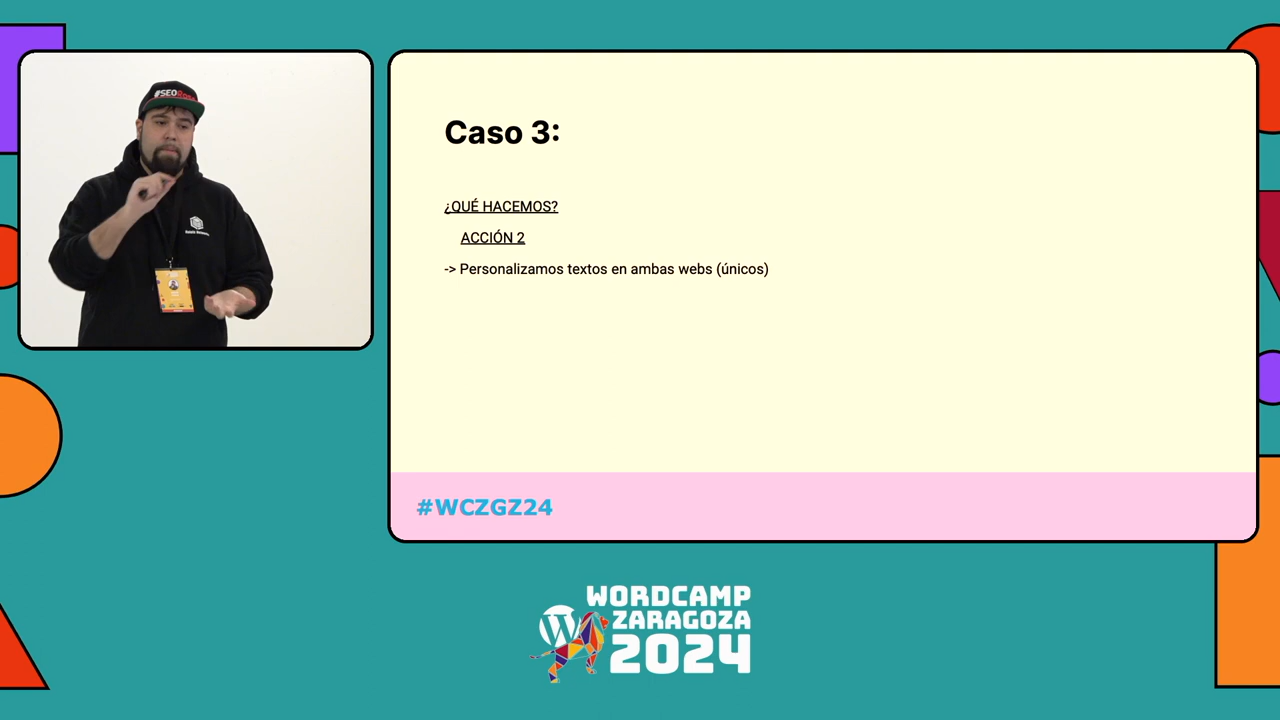 #SEO
Caso 3:
¿QUÉ HACEMOS?
ACCIÓN 2
-> Personalizamos textos en ambas webs (únicos)
#WCZGZ24
WORDCAMP
ZARAGOZA
2024